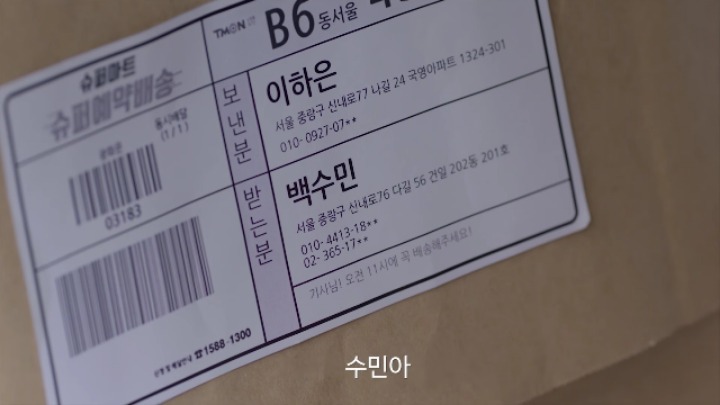 TMON
B6 동서울
슈퍼마트
슈퍼예약배송
동시배달
(1/1)
03183
보낸분
이하은
서울 중랑구 신내로77 나길 24 국영아파트 1324-301
010- 0927-07**
받는분
백수민
서울 중랑구 신내로76 다길 56 건일 202동 201호
010- 4413-18**
02- 365-17**
기사님! 오전 11시에 꼭 배송해주세요!
☎1588-1300
수민아